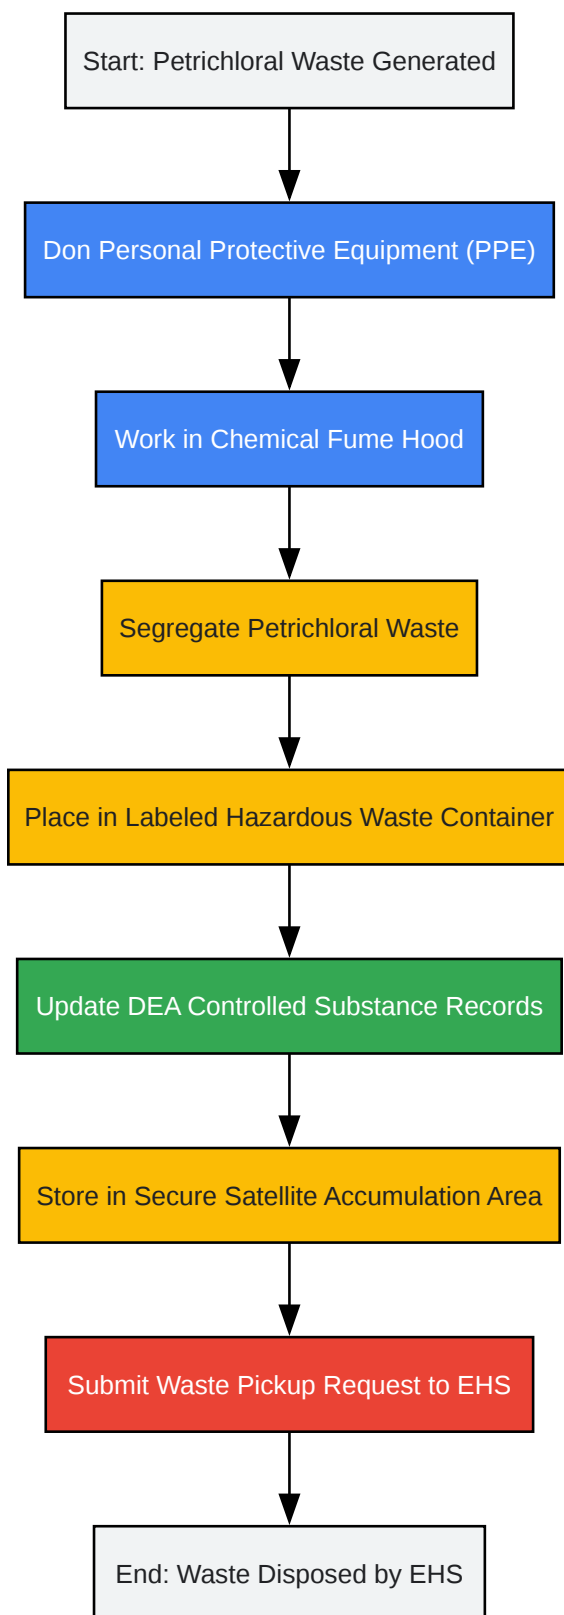 Start: Petrichloral Waste Generated
Don Personal Protective Equipment (PPE)
Work in Chemical Fume Hood
Segregate Petrichloral Waste
Place in Labeled Hazardous Waste Container
Update DEA Controlled Substance Records
Store in Secure Satellite Accumulation Area
Submit Waste Pickup Request to EHS
End: Waste Disposed by EHS